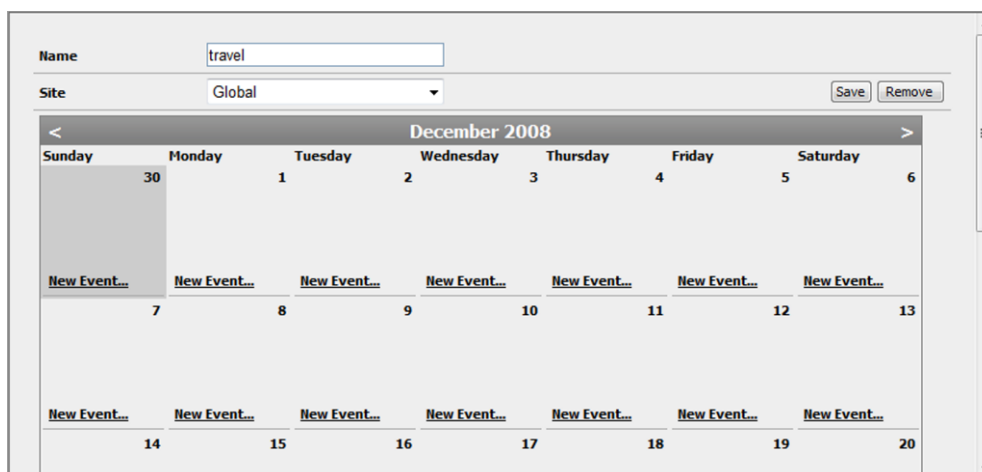 Name travel
Site Global Save Remove
< December 2008 >
Sunday Monday Tuesday Wednesday Thursday Friday Saturday
30 1 2 3 4 5 6
New Event... New Event... New Event... New Event... New Event... New Event... New Event...
7 8 9 10 11 12 13
New Event... New Event... New Event... New Event... New Event... New Event... New Event...
14 15 16 17 18 19 20